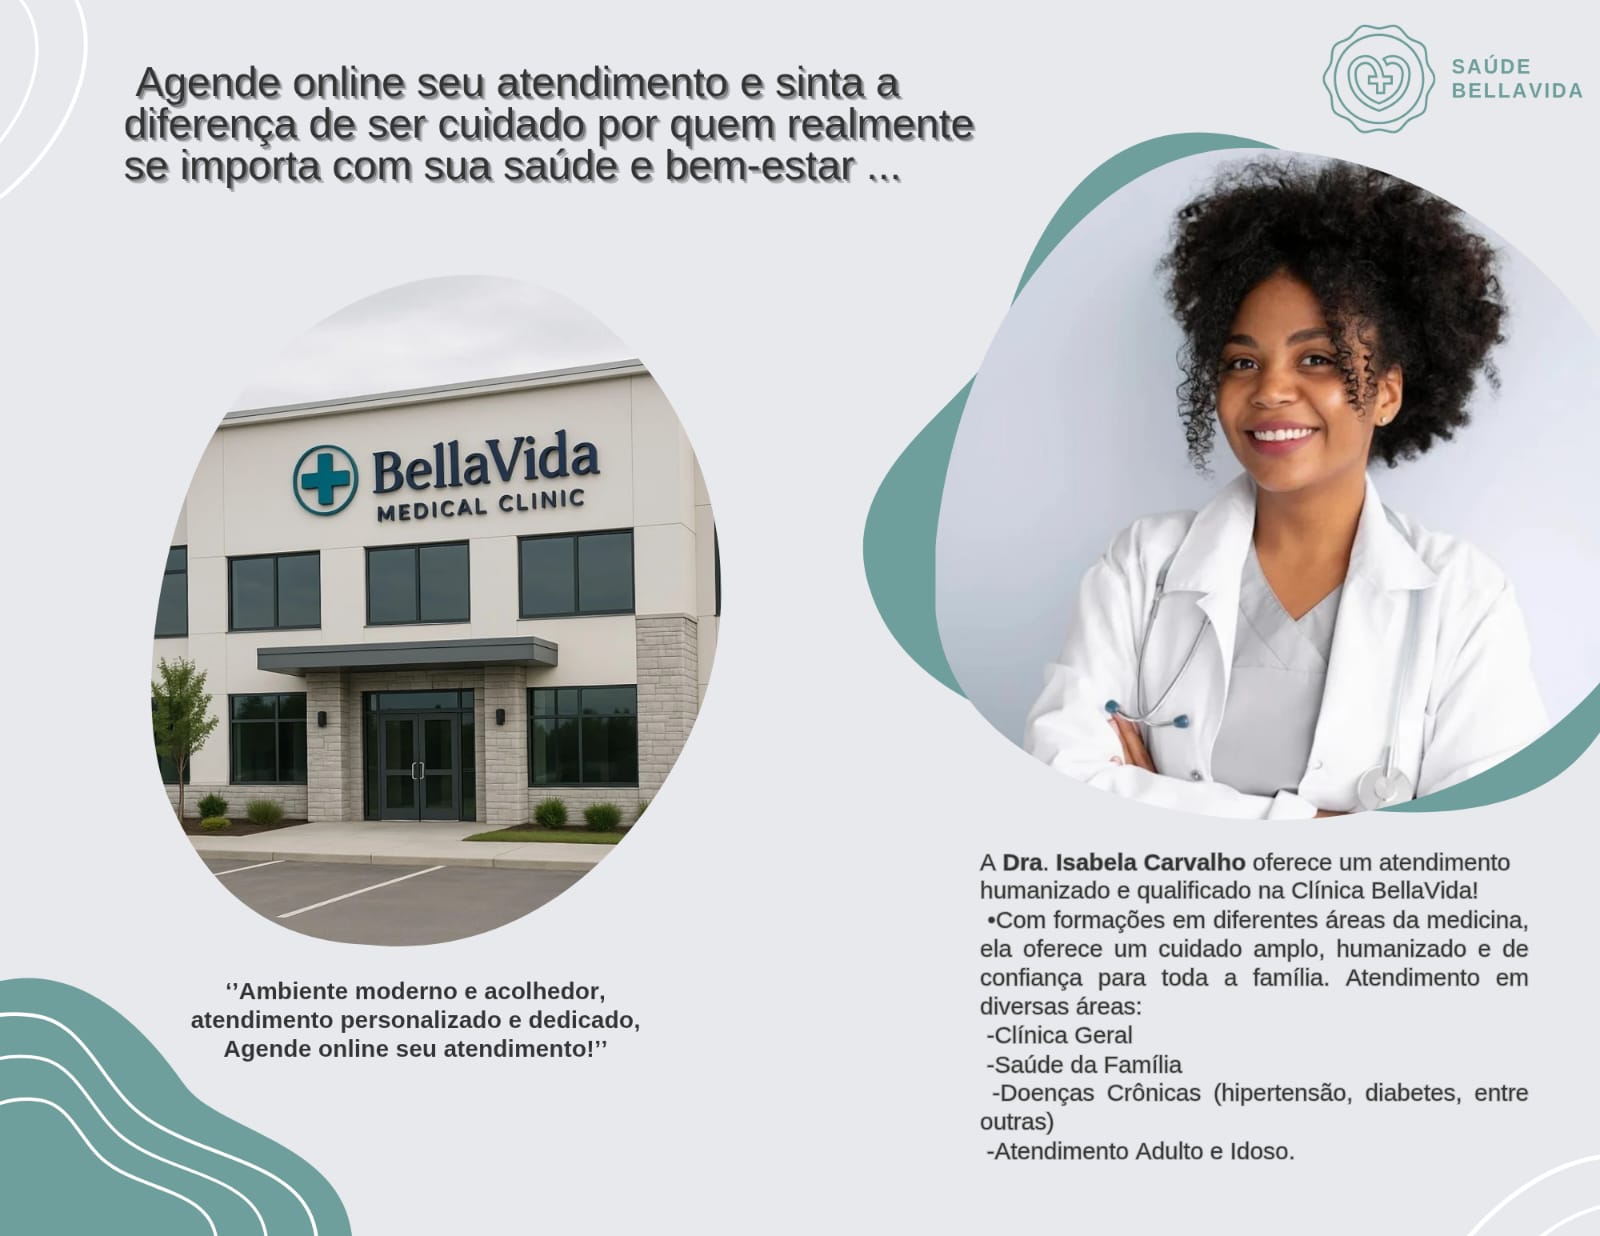 Agende online seu atendimento e sinta a
diferença de ser cuidado por quem realmente
se importa com sua saúde e bem-estar ...
SAÚDE
BELLAVIDA
BellaVida
MEDICAL CLINIC
‘’Ambiente moderno e acolhedor,
atendimento personalizado e dedicado,
Agende online seu atendimento!’’
A Dra. Isabela Carvalho oferece um atendimento
humanizado e qualificado na Clínica BellaVida!
•Com formações em diferentes áreas da medicina,
ela oferece um cuidado amplo, humanizado e de
confiança para toda a família. Atendimento em
diversas áreas:
-Clínica Geral
-Saúde da Família
-Doenças Crônicas (hipertensão, diabetes, entre
outras)
-Atendimento Adulto e Idoso.